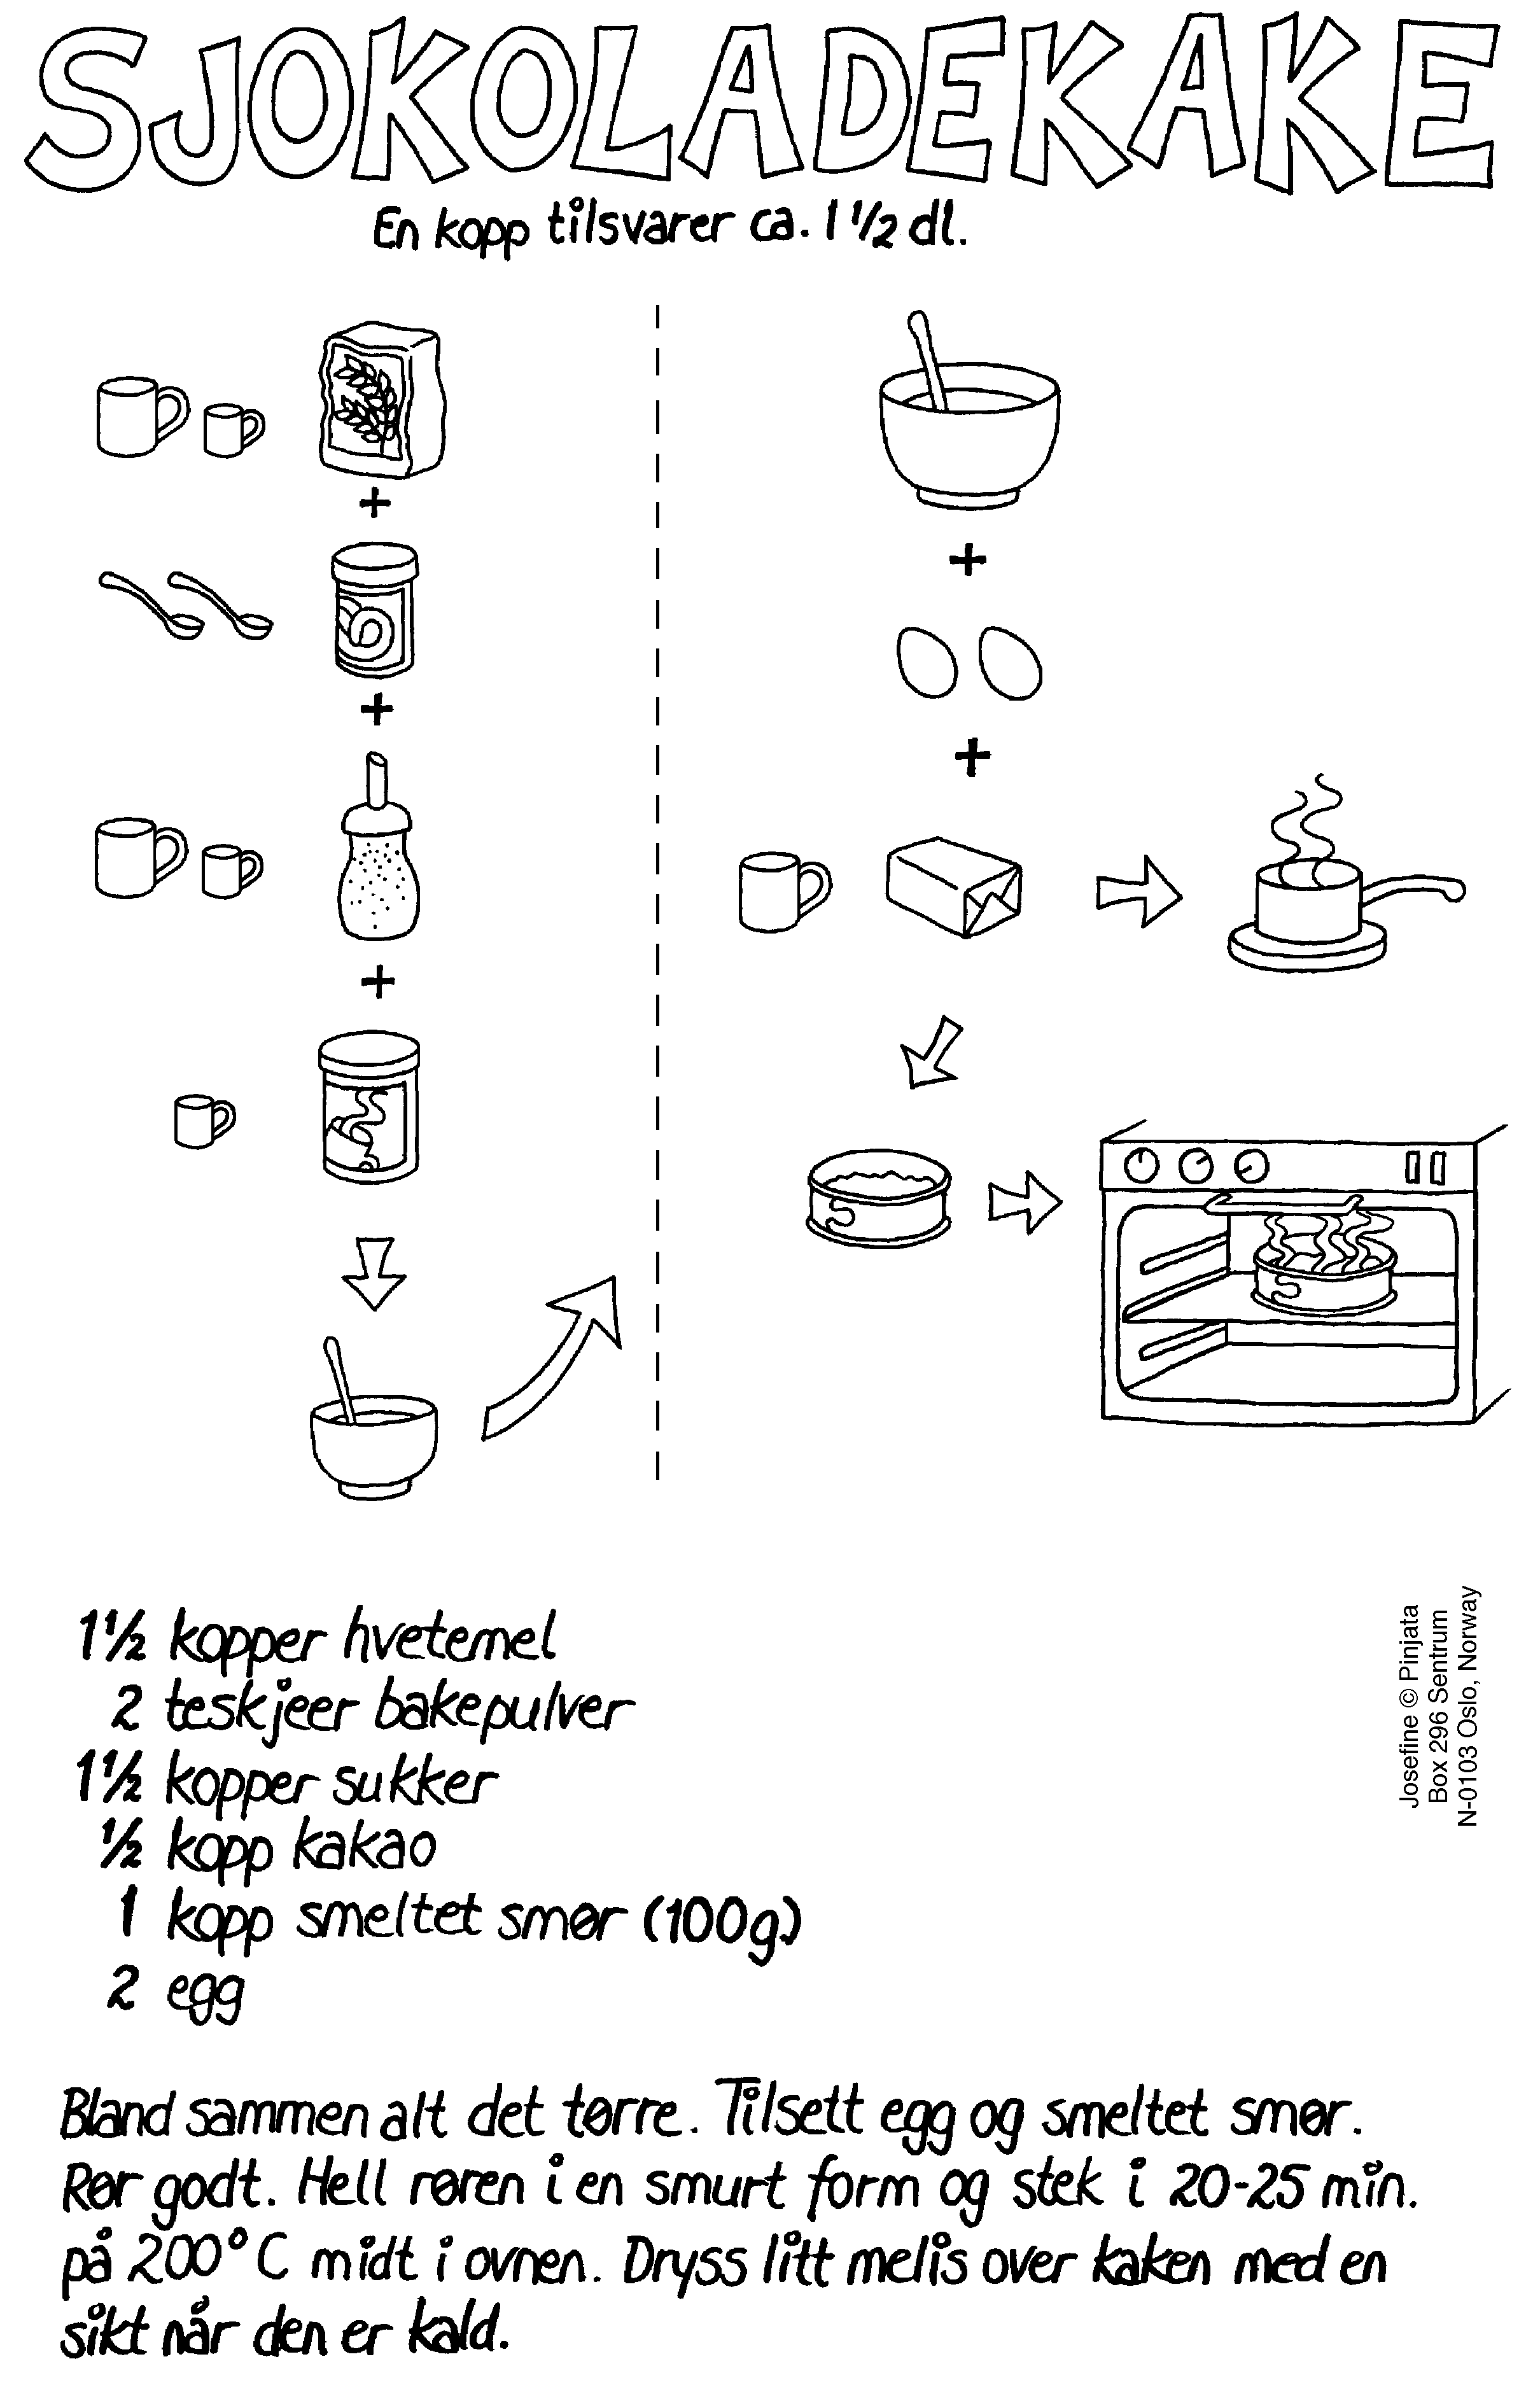 SJOKOLADEKAKE
En kopp tilsvarer ca. 1 1/2 dl.
+
+
+
+
+
1 1/2 kopper hvetemel
2 teskjeer bakepulver
1 1/2 kopper sukker
1/2 kopp kakao
1 kopp smeltet smør (100g.)
2 egg
Josefine © Pinjata
Box 296 Sentrum
N-0103 Oslo, Norway
Bland sammen alt det tørre. Tilsett egg og smeltet smør.
Rør godt. Hell røren i en smurt form og stek i 20-25 min.
på 200°C midt i ovnen. Dryss litt melis over kaken med en
sikt når den er kald.